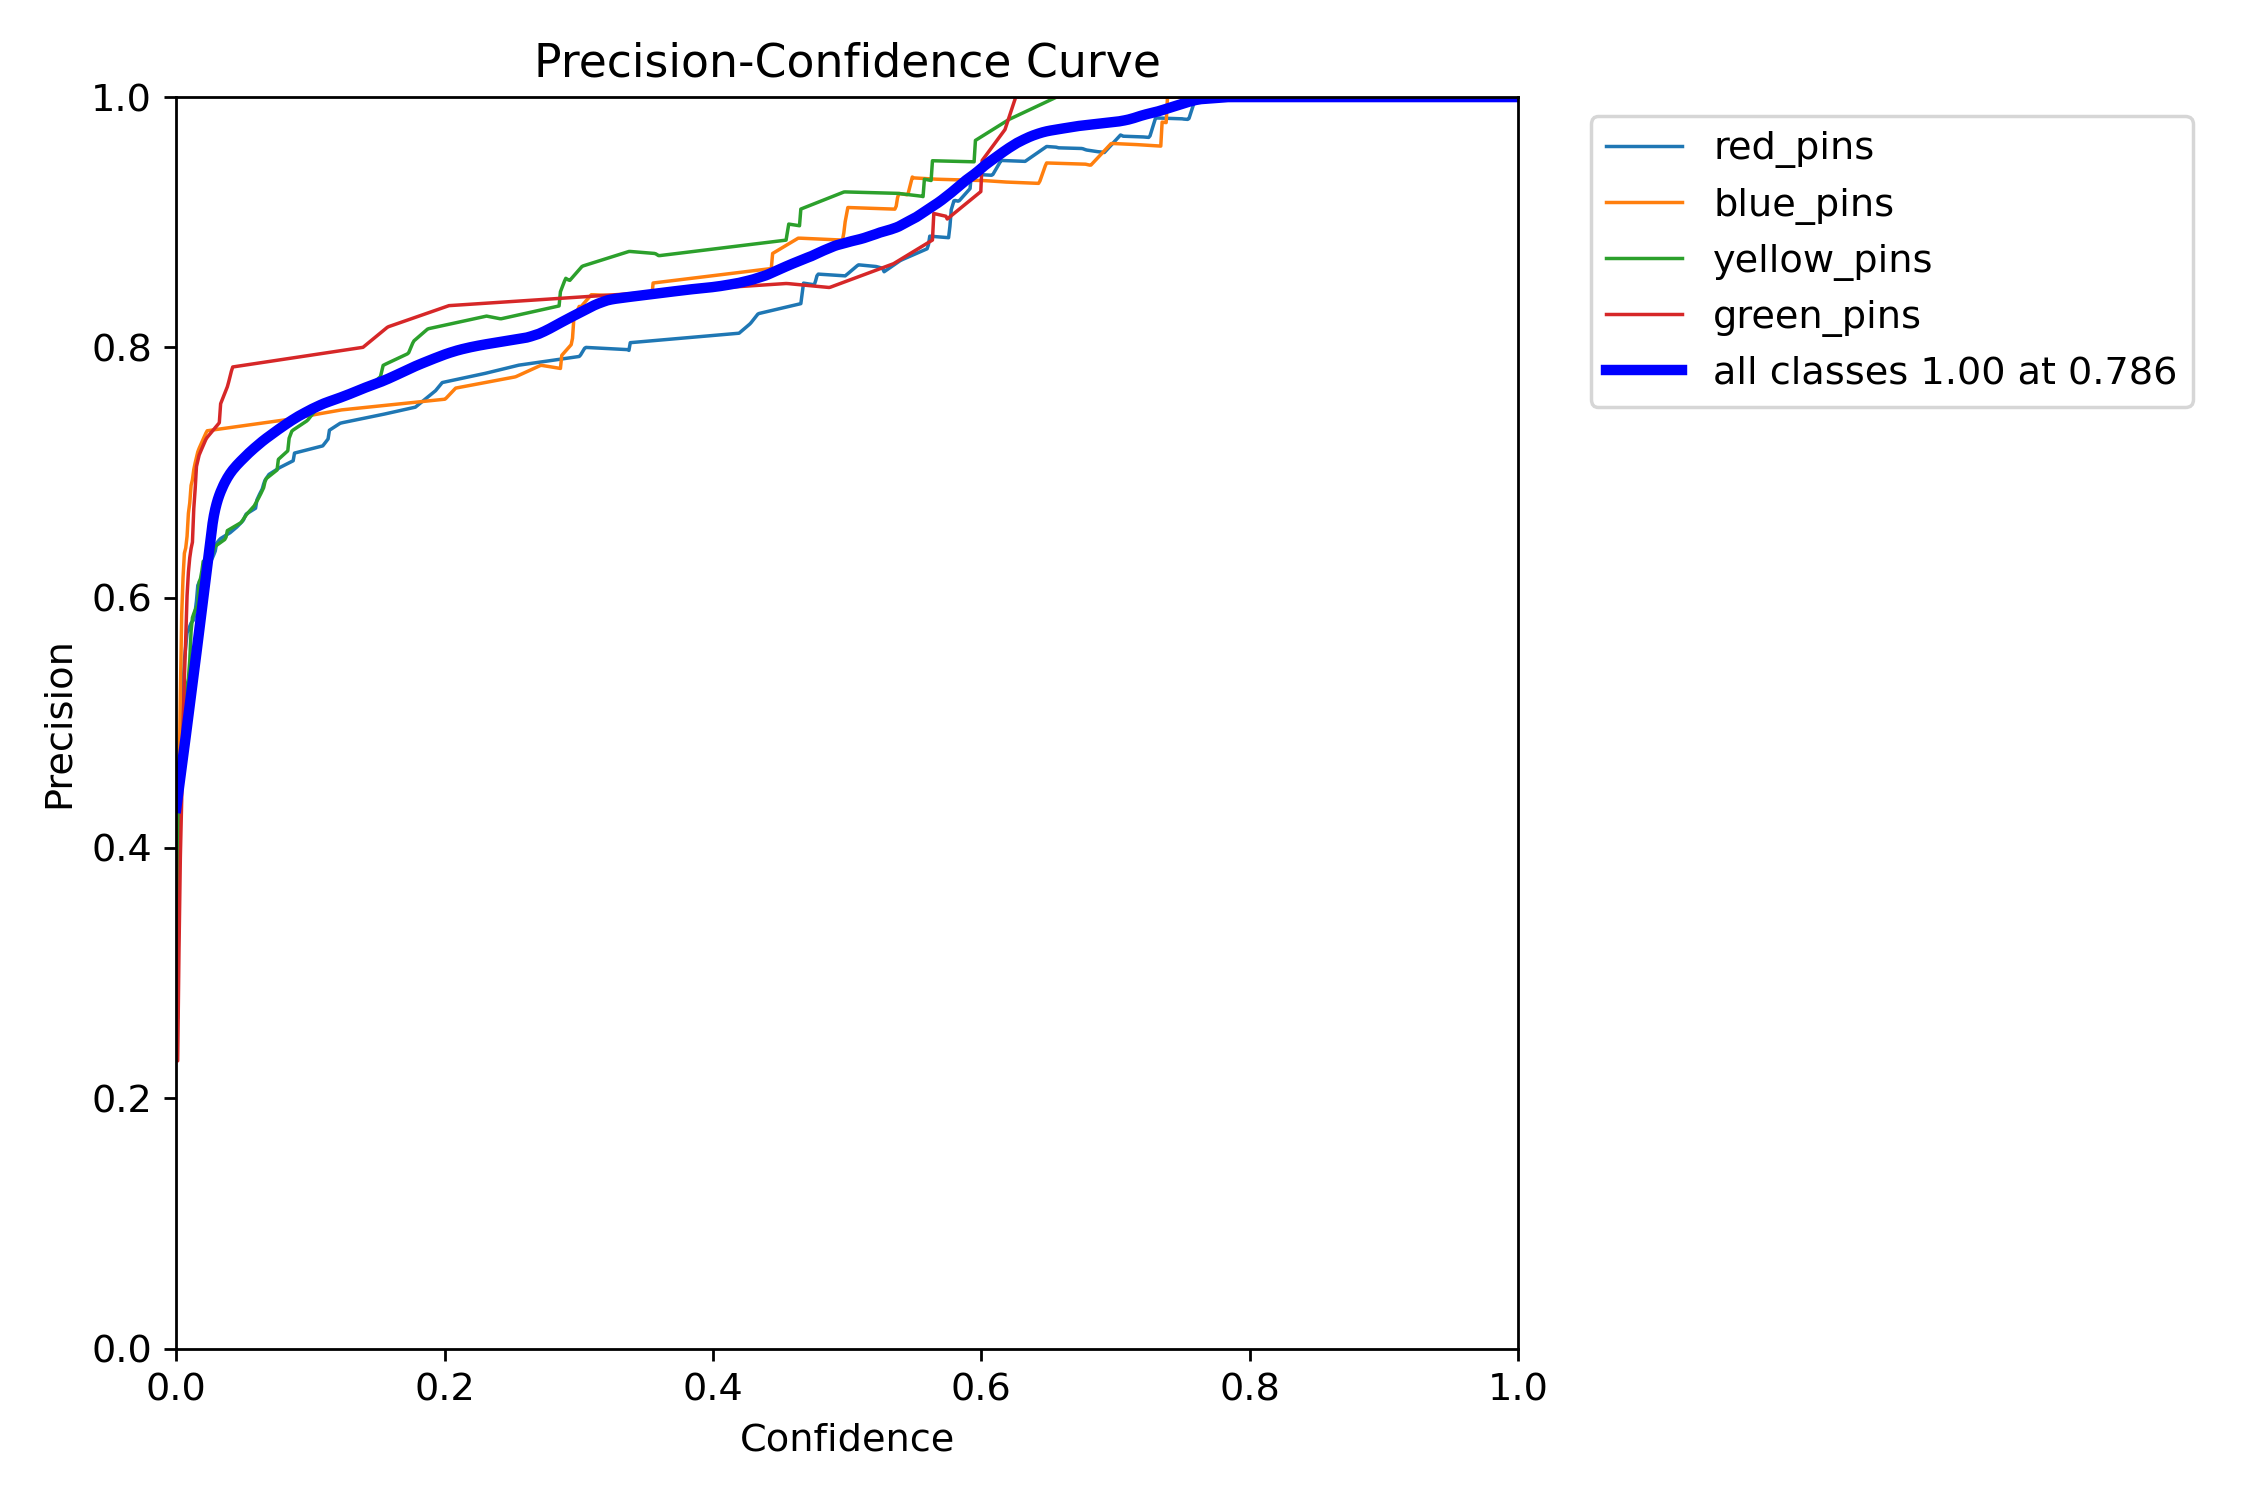 Precision-Confidence Curve
1.0
0.8
0.6
0.4
0.2
0.0
Precision
0.0 0.2 0.4 0.6 0.8 1.0
Confidence
red_pins
blue_pins
yellow_pins
green_pins
all classes 1.00 at 0.786